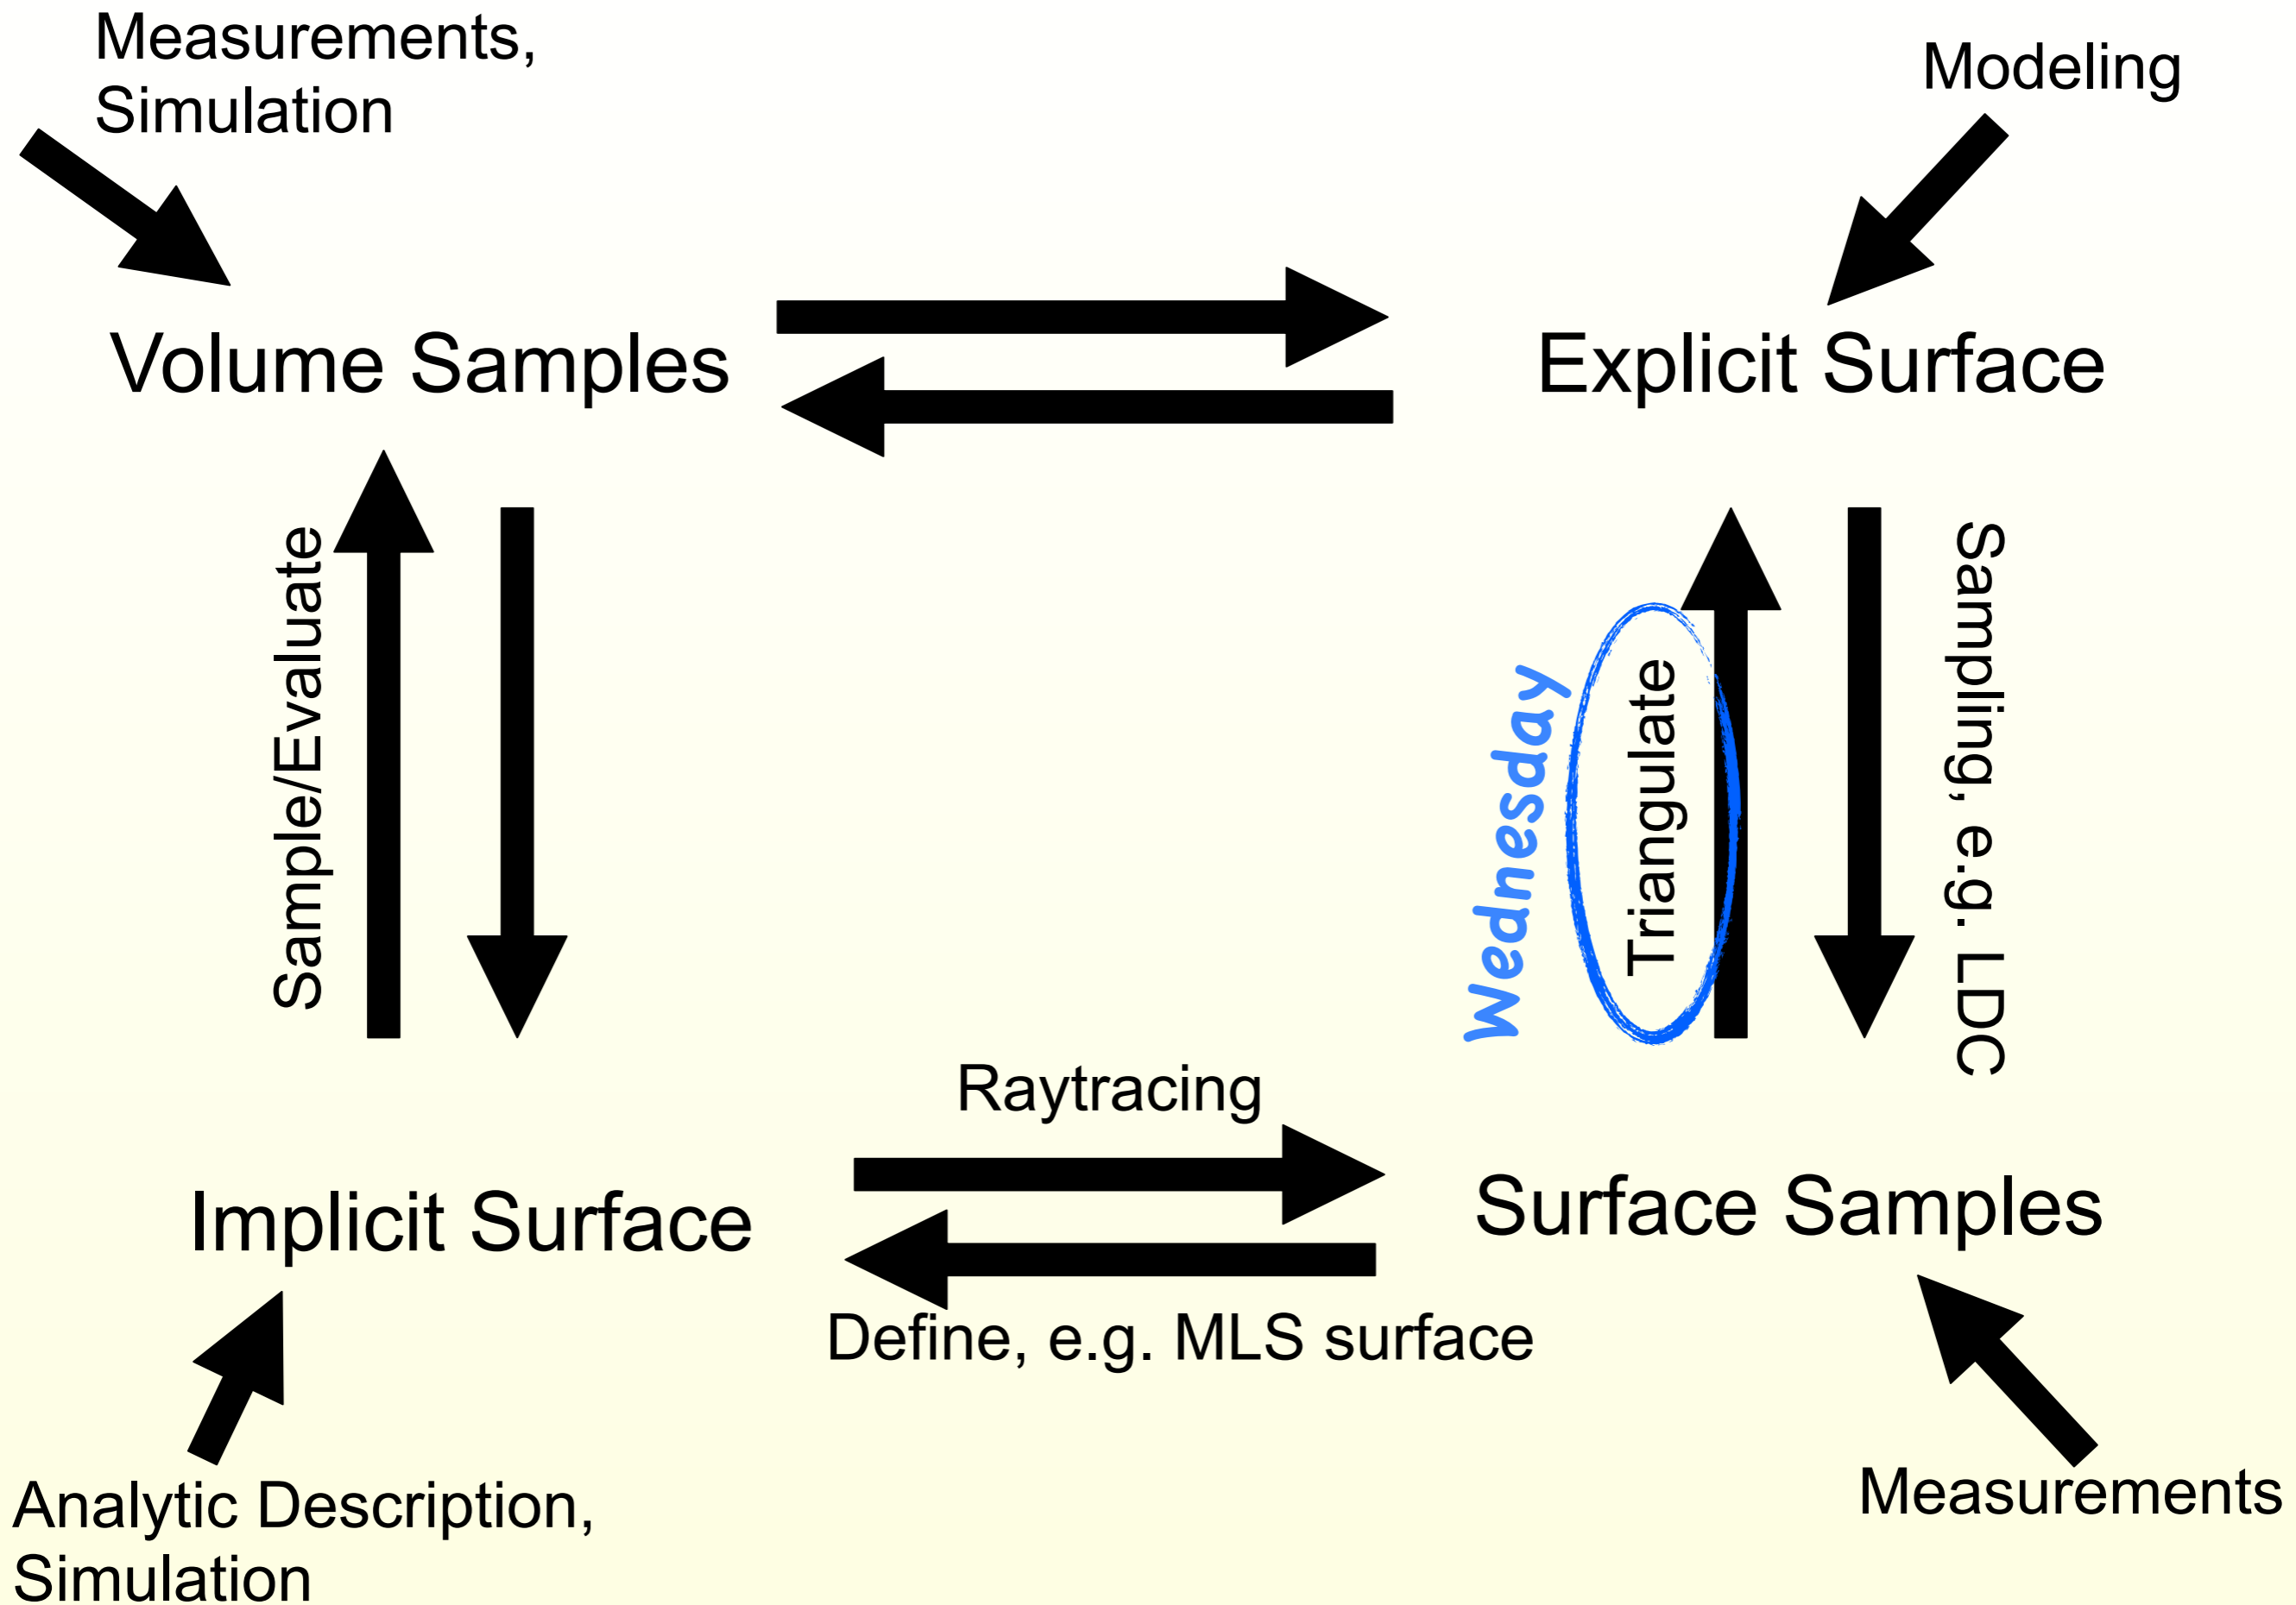 Measurements,
Simulation
Modeling
Volume Samples
Explicit Surface
Sample/Evaluate
Wednesday
Triangulate
Sampling, e.g. LDC
Raytracing
Implicit Surface
Surface Samples
Define, e.g. MLS surface
Analytic Description,
Simulation
Measurements